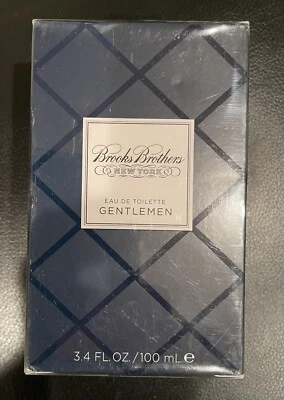 Brooks Brothers
NEW YORK
EAU DE TOILETTE
GENTLEMEN
3.4 FL.OZ./100 mL ℮